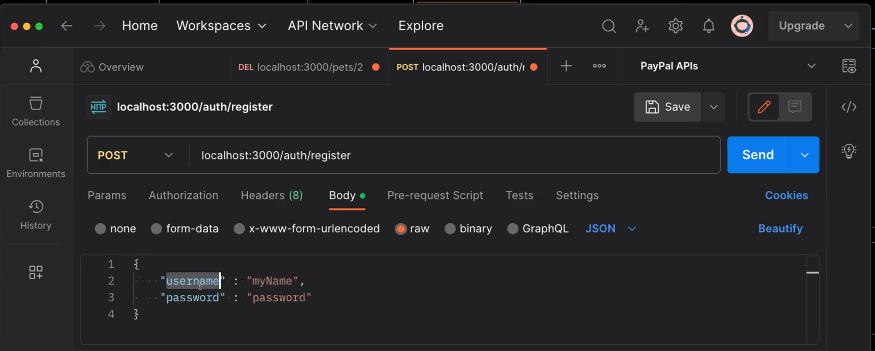 Home Workspaces API Network Explore Upgrade
Overview DEL localhost:3000/pets/2 POST localhost:3000/auth/r PayPal APIs
HTTP localhost:3000/auth/register Save
Collections
POST localhost:3000/auth/register Send
Environments
Params Authorization Headers (8) Body Pre-request Script Tests Settings Cookies
History
none form-data x-www-form-urlencoded raw binary GraphQL JSON Beautify
1 {
2 "username" : "myName",
3 "password" : "password"
4 }